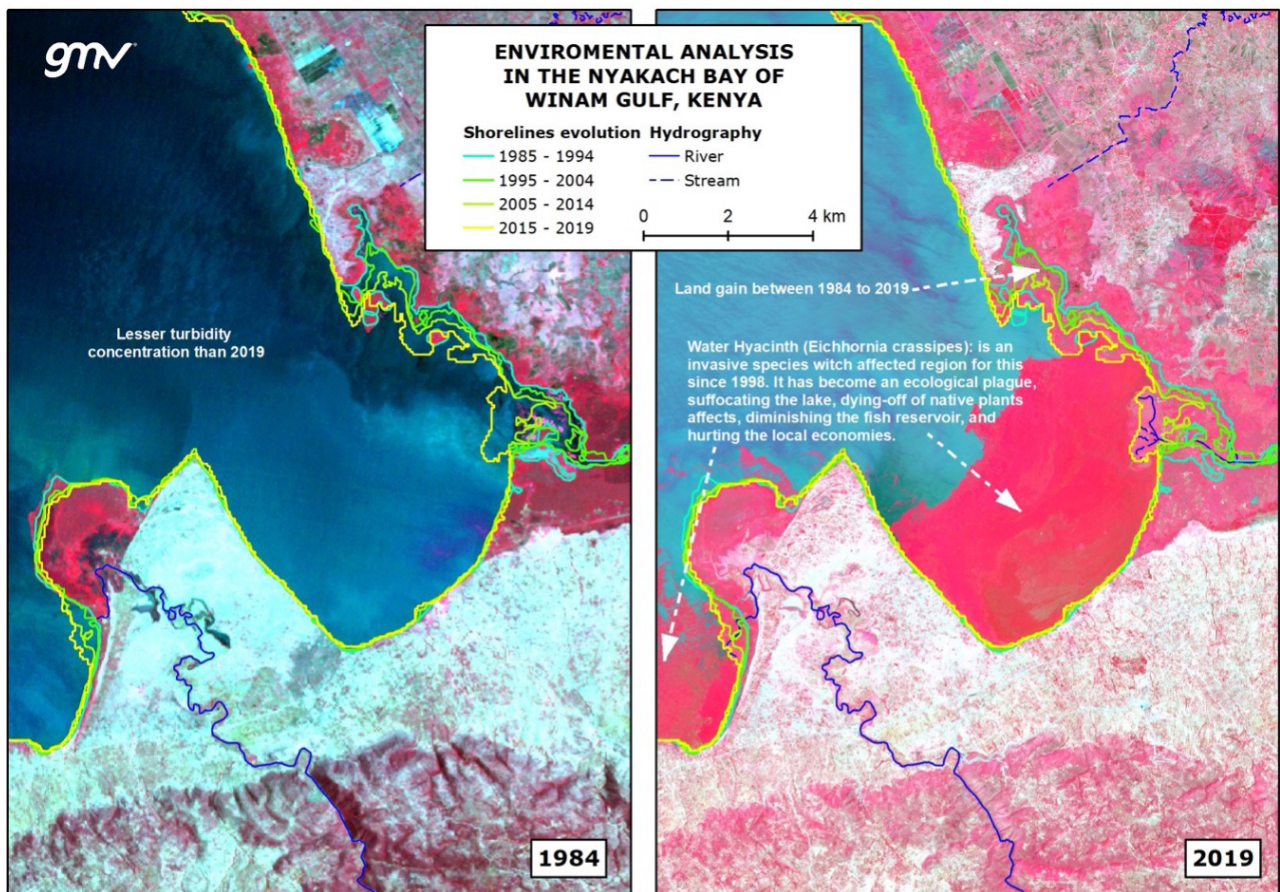 gmv
ENVIROMENTAL ANALYSIS
IN THE NYAKACH BAY OF
WINAM GULF, KENYA
Shorelines evolution
1985 - 1994
1995 - 2004
2005 - 2014
2015 - 2019
Hydrography
River
Stream
0 2 4 km
Lesser turbidity
concentration than 2019
1984
Land gain between 1984 to 2019
Water Hyacinth (Eichhornia crassipes): is an
invasive species witch affected region for this
since 1998. It has become an ecological plague,
suffocating the lake, dying-off of native plants
affects, diminishing the fish reservoir, and
hurting the local economies.
2019